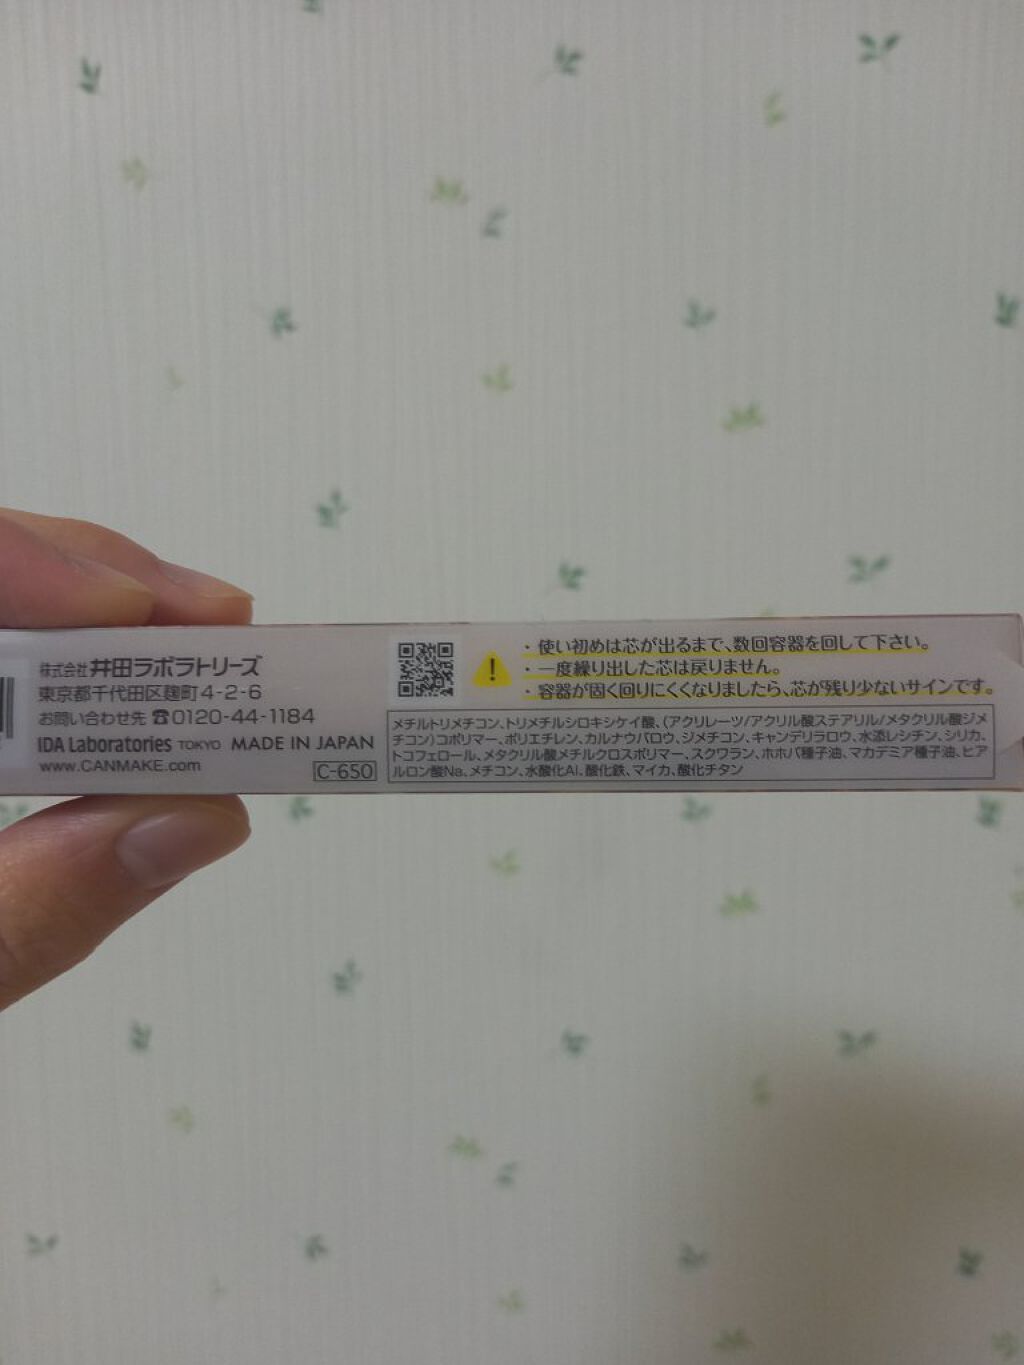 株式会社 井田ラボラトリーズ
東京都千代田区麹町4-2-6
お問い合わせ先 ☎0120-44-1184
IDA Laboratories TOKYO MADE IN JAPAN
www.CANMAKE.com
C-650
・使い初めは芯が出るまで、数回容器を回して下さい。
・一度繰り出した芯は戻りません。
・容器が固く回りにくくなりましたら、芯が残り少ないサインです。
メチルトリメチコン、トリメチルシロキシケイ酸、(アクリレーツ/アクリル酸ステアリル/メタクリル酸ジメ
チコン)コポリマー、ポリエチレン、カルナウバロウ、ジメチコン、キャンデリラロウ、水添レシチン、シリカ、
トコフェロール、メタクリル酸メチルクロスポリマー、スクワラン、ホホバ種子油、マカデミア種子油、ヒア
ルロン酸Na、メチコン、水酸化Al、酸化鉄、マイカ、酸化チタン